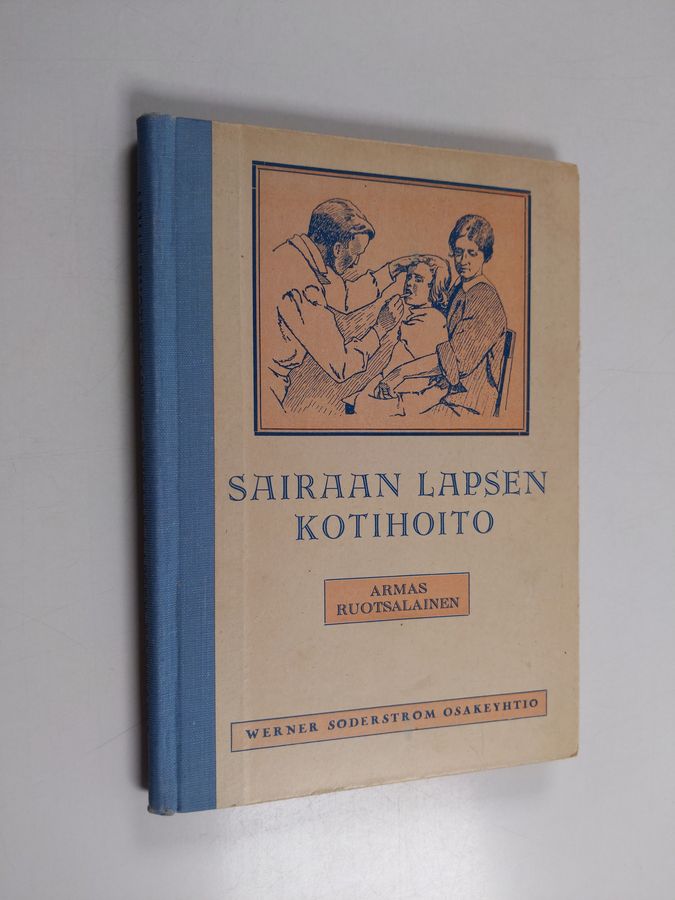 SAIRAAN LAPSEN
KOTIHOITO
ARMAS
RUOTSALAINEN
WERNER SÖDERSTRÖM OSAKEYHTIÖ